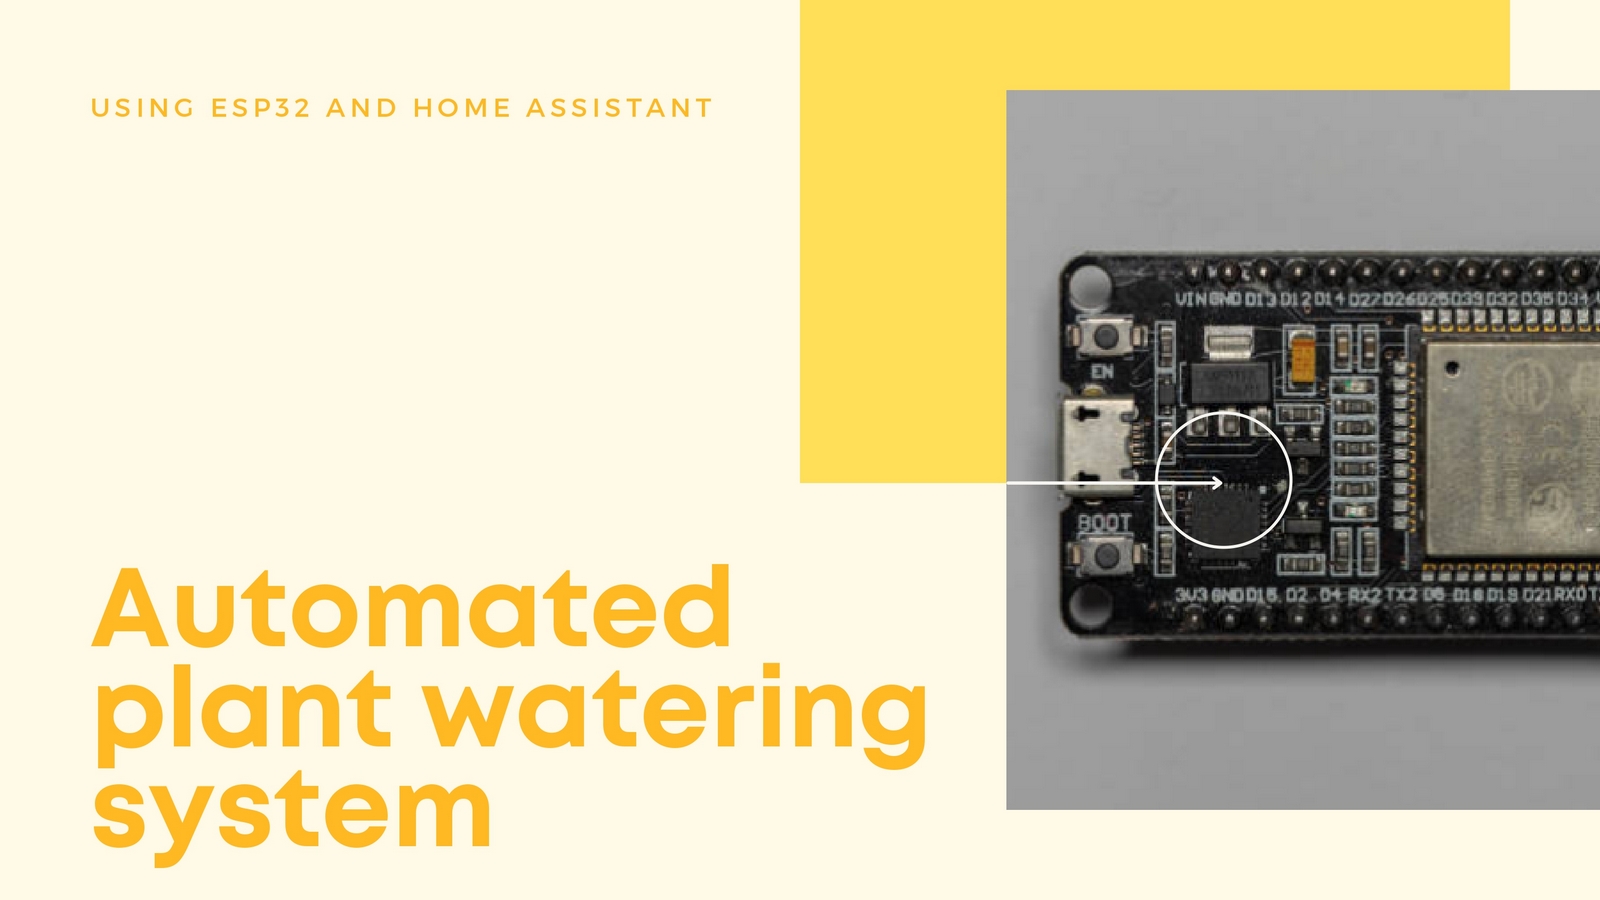 USING ESP32 AND HOME ASSISTANT
VIN GND D13 D12 D14 D27 D26 D25 D33 D32 D35 D34
EN
BOOT
3V3 GND D15 D2 D4 RX2 TX2 D5 D18 D19 D21 RX0
Automated
plant watering
system